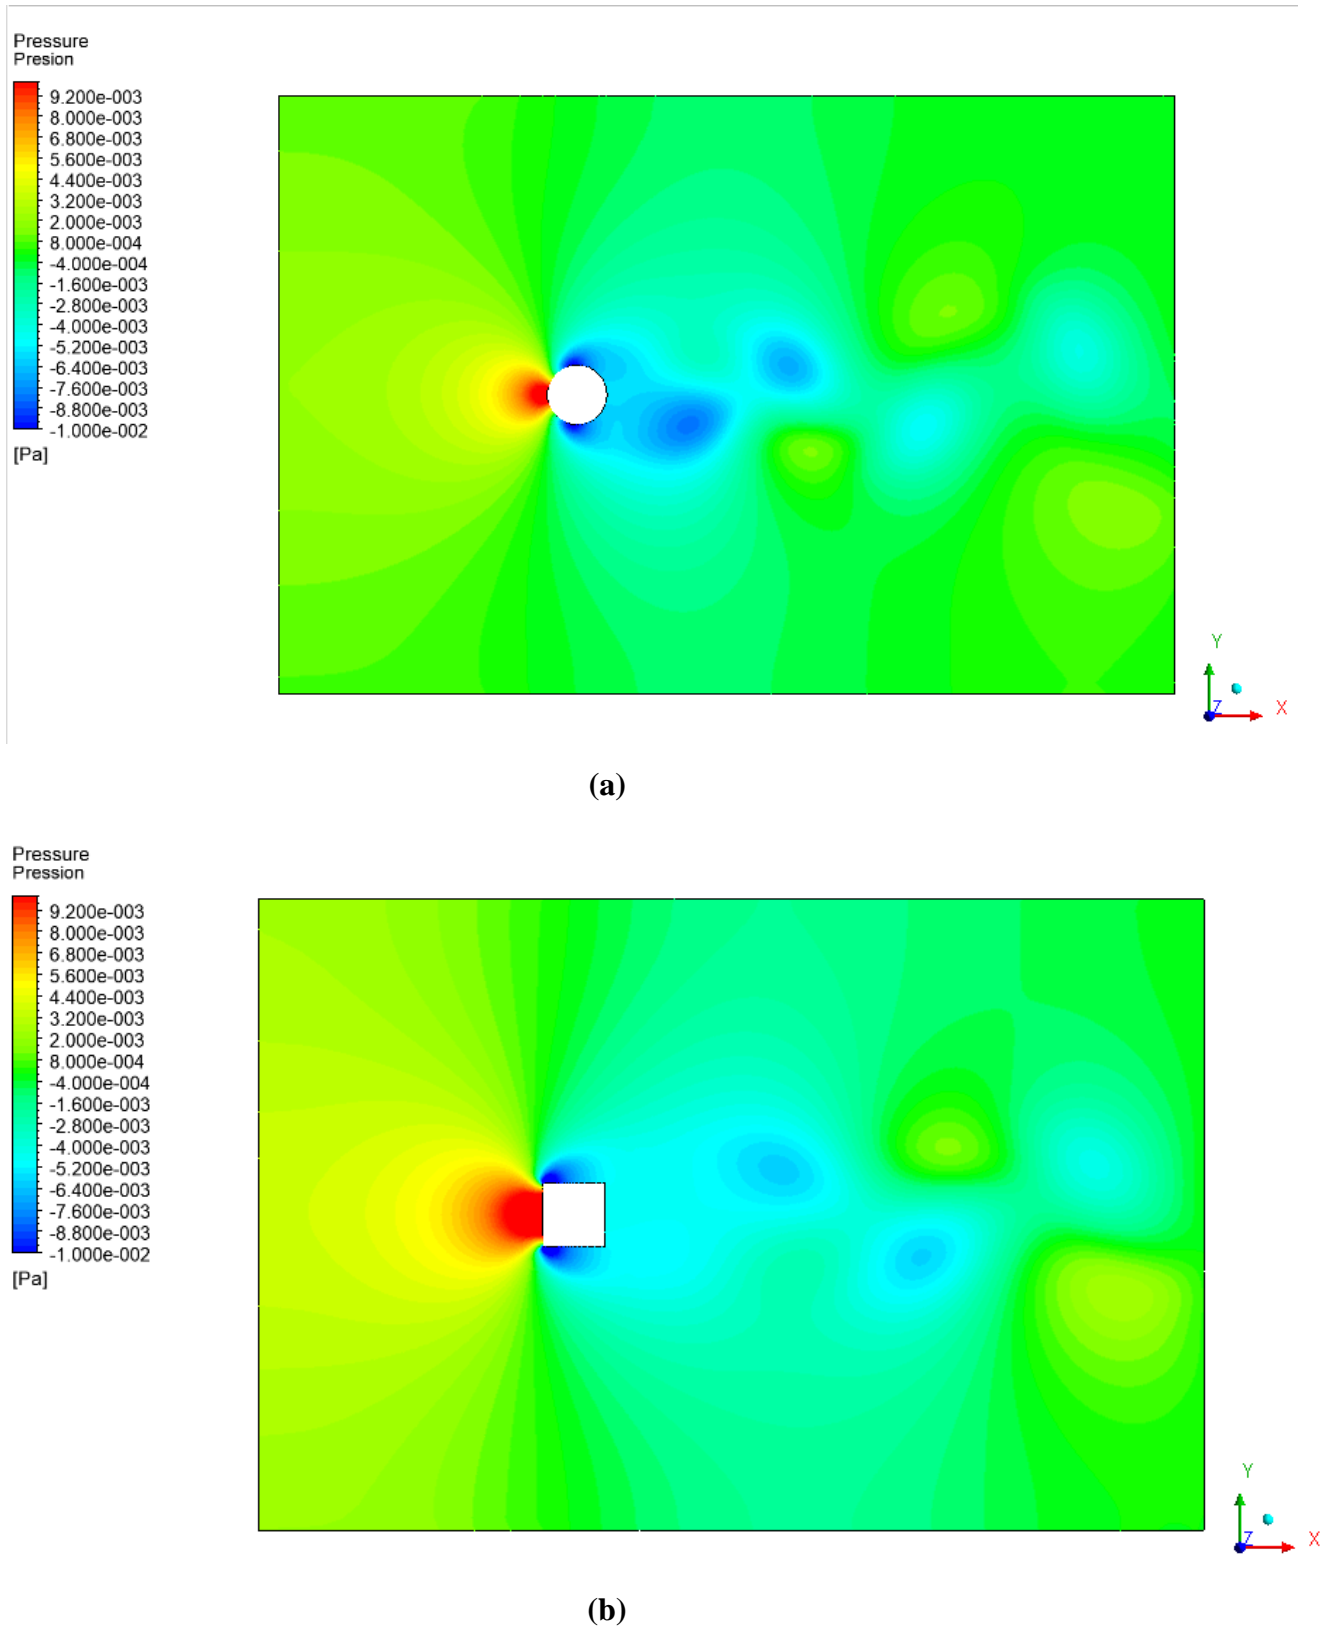 Pressure
Presion
9.200e-003
8.000e-003
6.800e-003
5.600e-003
4.400e-003
3.200e-003
2.000e-003
8.000e-004
-4.000e-004
-1.600e-003
-2.800e-003
-4.000e-003
-5.200e-003
-6.400e-003
-7.600e-003
-8.800e-003
-1.000e-002
[Pa]
Y
Z
X
(a)
Pressure
Pression
9.200e-003
8.000e-003
6.800e-003
5.600e-003
4.400e-003
3.200e-003
2.000e-003
8.000e-004
-4.000e-004
-1.600e-003
-2.800e-003
-4.000e-003
-5.200e-003
-6.400e-003
-7.600e-003
-8.800e-003
-1.000e-002
[Pa]
Y
Z
X
(b)